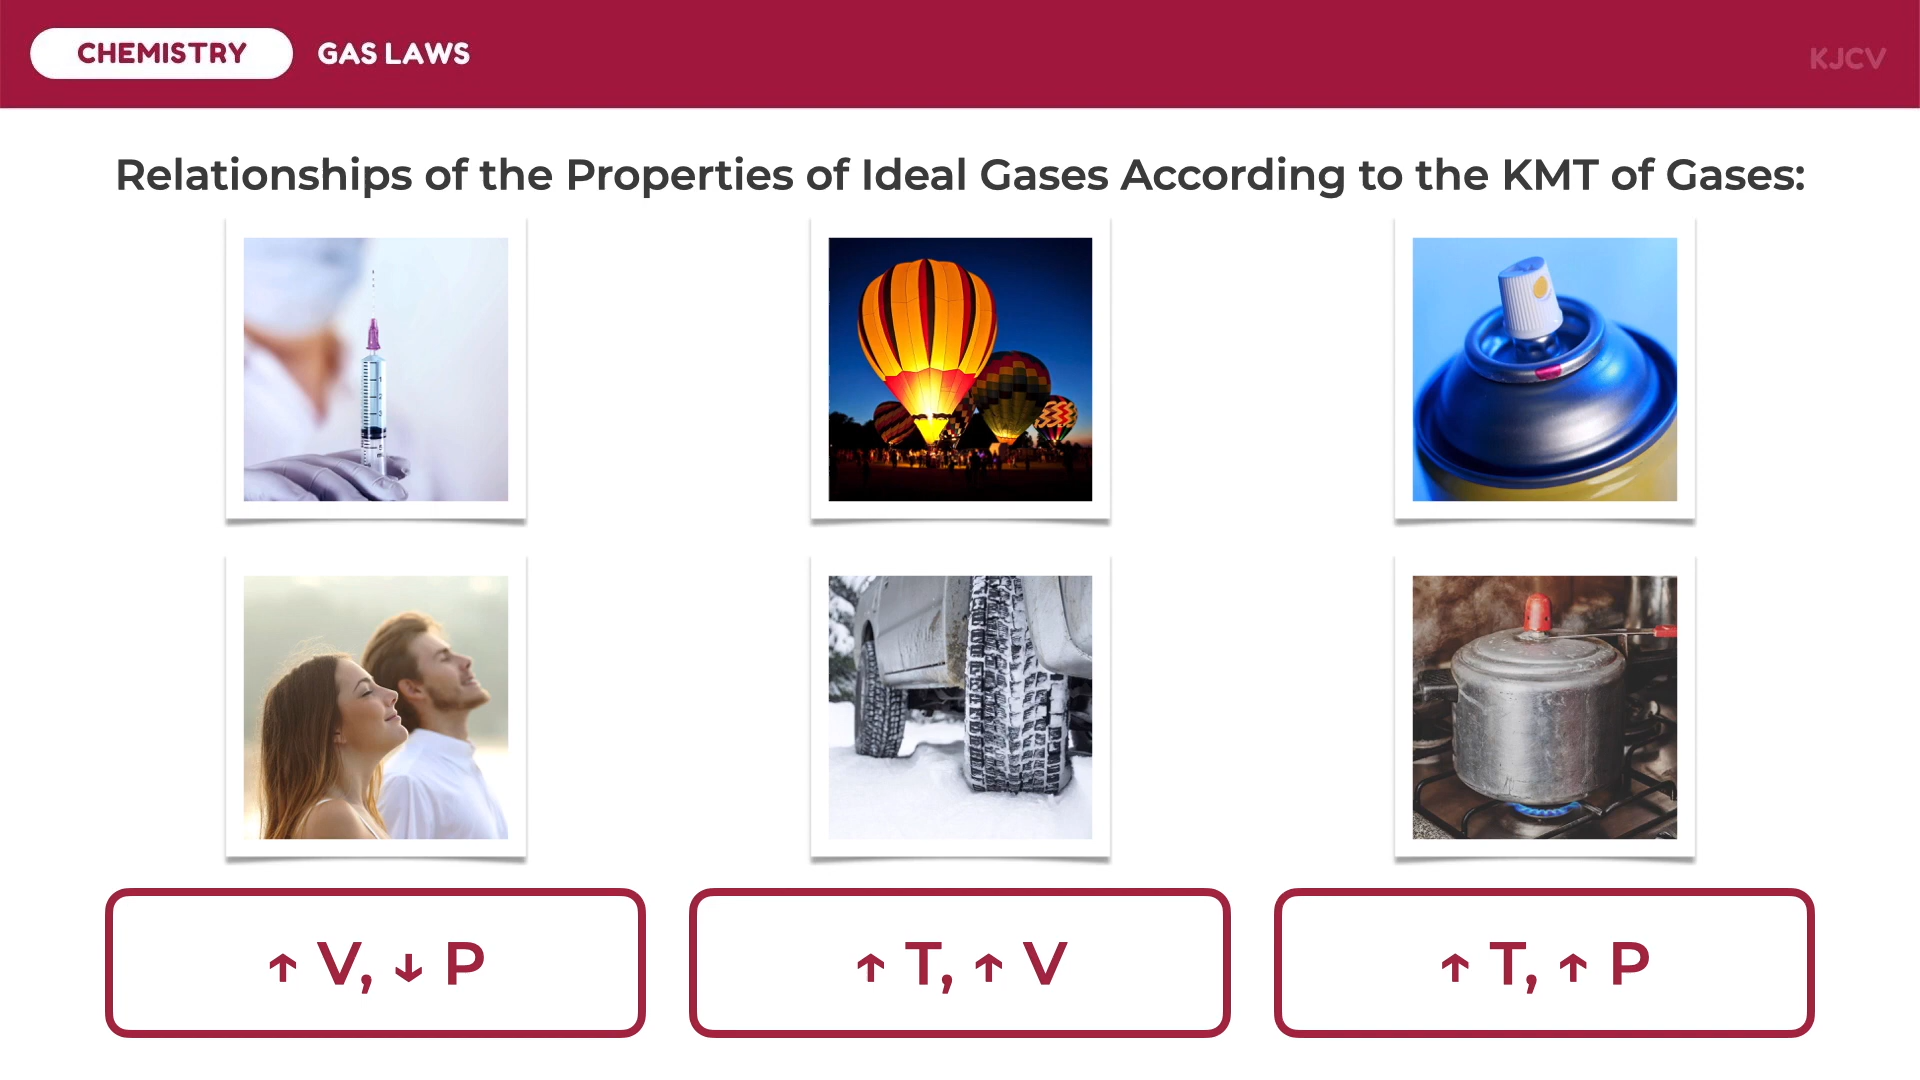 CHEMISTRY
GAS LAWS
KJCV
Relationships of the Properties of Ideal Gases According to the KMT of Gases:
↑ V, ↓ P
↑ T, ↑ V
↑ T, ↑ P